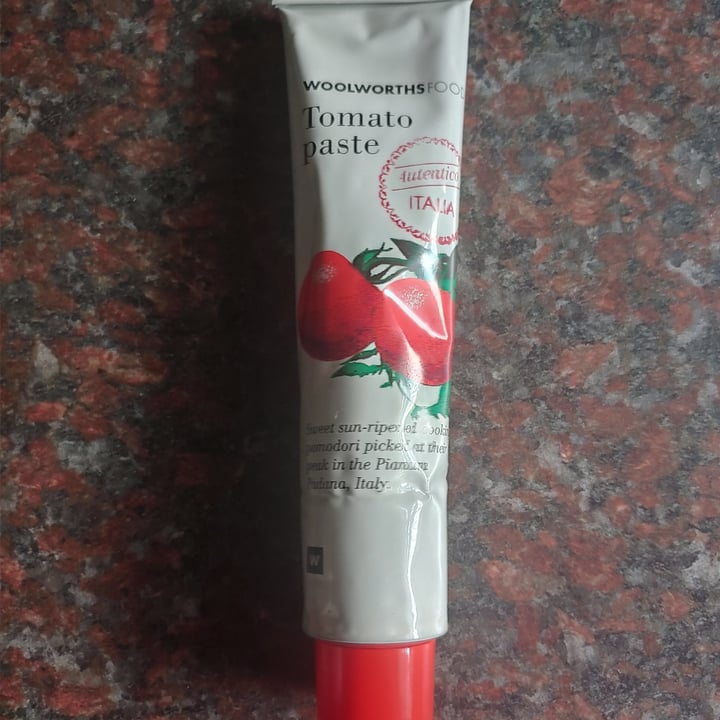 WOOLWORTHS FOOD
Tomato
paste
Autentico
ITALIA
Sweet sun-ripened cooking
pomodori picked at their
peak in the Pianura
Padana, Italy.
W